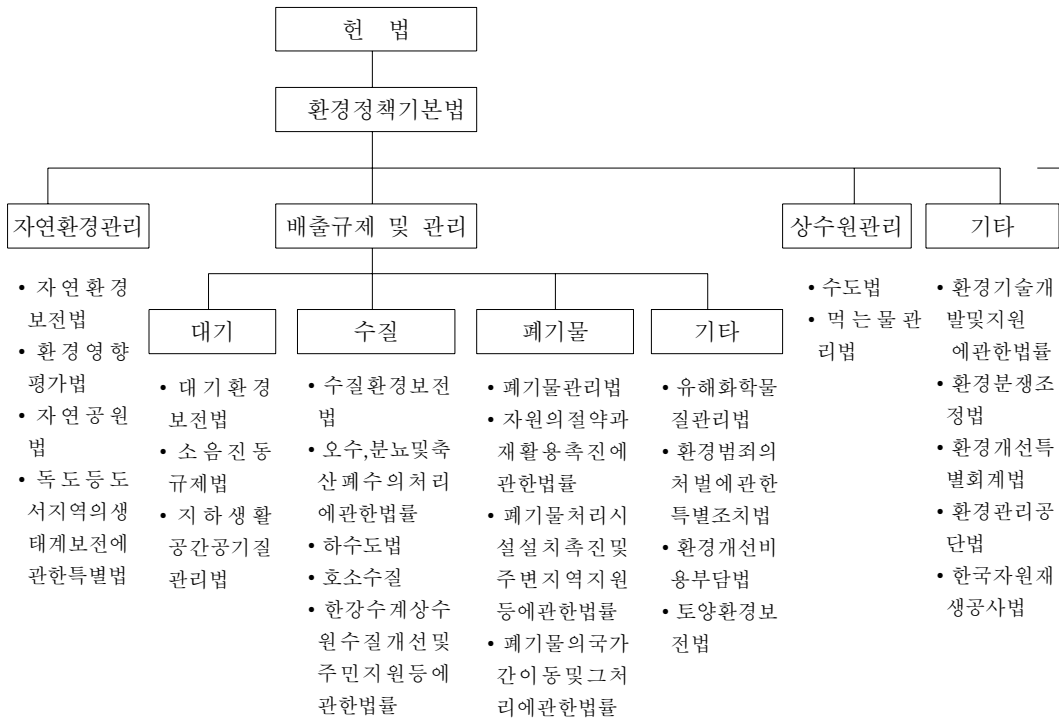 헌 법
환경정책기본법
자연환경관리
배출규제 및 관리
상수원관리
기타
• 자연환경
보전법
• 환경영향
평가법
• 자연공원
법
• 독도등도
서지역의생
태계보전에
관한특별법
대기
• 대기환경
보전법
• 소음진동
규제법
• 지하생활
공간공기질
관리법
수질
• 수질환경보전
법
• 오수,분뇨및축
산폐수의처리
에관한법률
• 하수도법
• 호소수질
• 한강수계상수
원수질개선및
주민지원등에
관한법률
폐기물
• 폐기물관리법
• 자원의절약과
재활용촉진에
관한법률
• 폐기물처리시
설설치촉진및
주변지역지원
등에관한법률
• 폐기물의국가
간이동및그처
리에관한법률
기타
• 유해화학물
질관리법
• 환경범죄의
처벌에관한
특별조치법
• 환경개선비
용부담법
• 토양환경보
전법
• 수도법
• 먹는물관
리법
• 환경기술개
발및지원
에관한법률
• 환경분쟁조
정법
• 환경개선특
별회계법
• 환경관리공
단법
• 한국자원재
생공사법